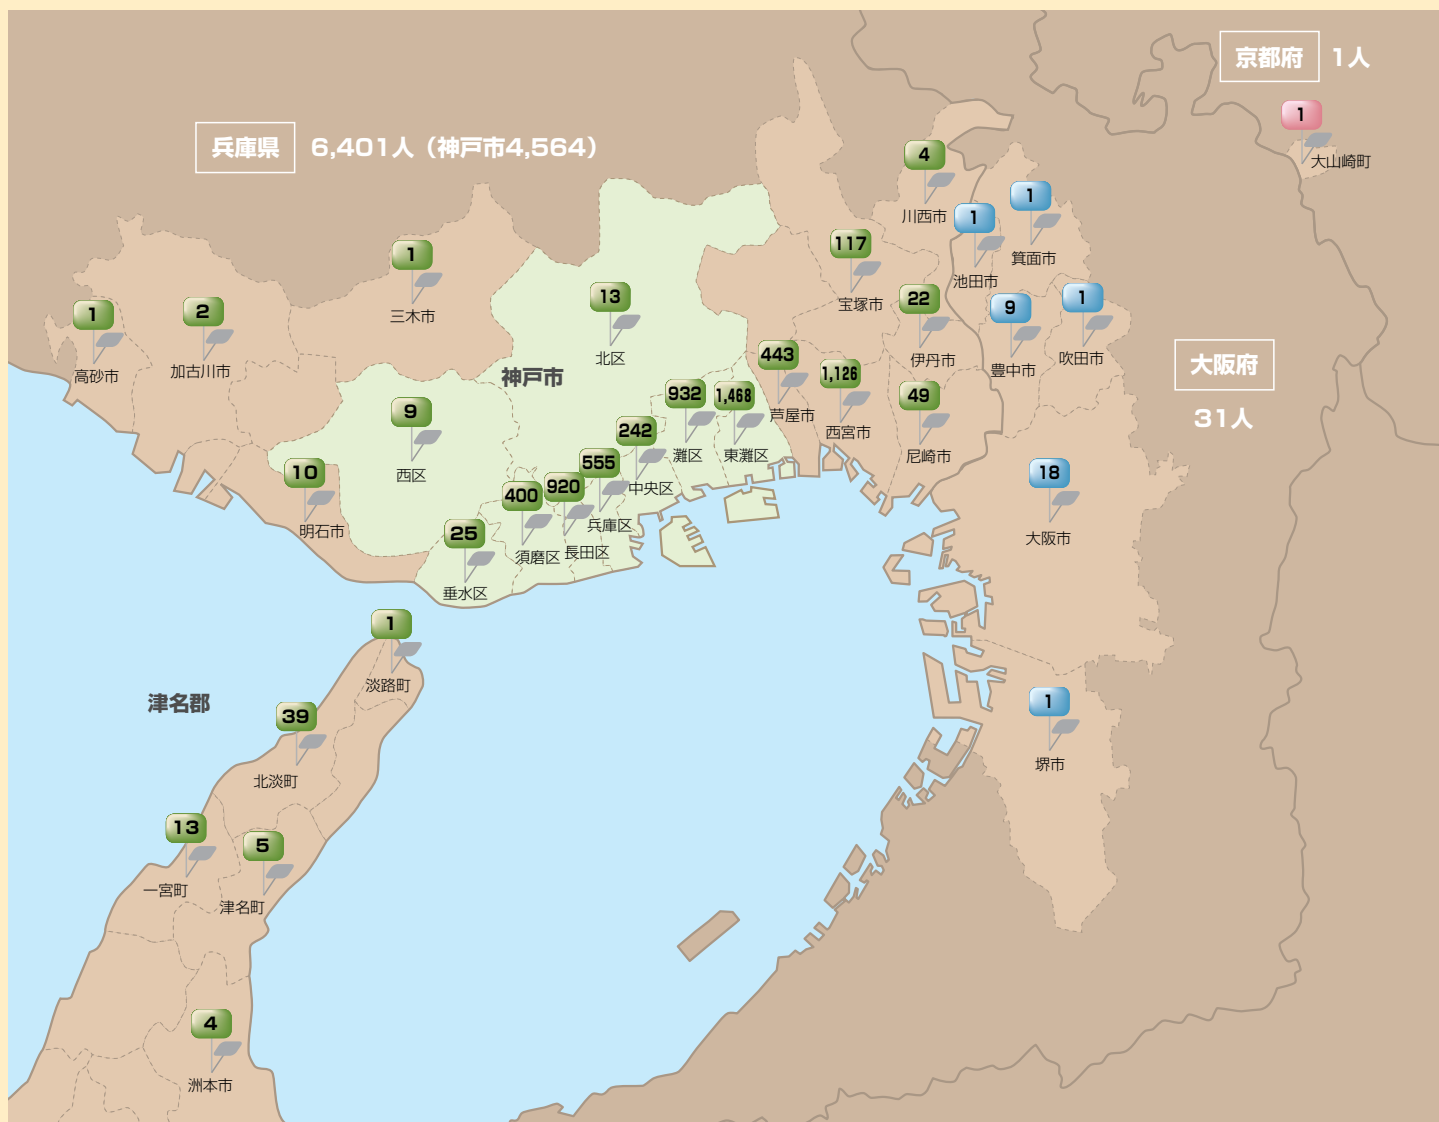 京都府 1人
1
大山崎町
兵庫県 6,401人（神戸市4,564）
4
川西市
1
池田市
1
箕面市
117
宝塚市
1
三木市
13
北区
22
伊丹市
9
豊中市
1
吹田市
1
高砂市
2
加古川市
大阪府
31人
神戸市
443
芦屋市
1,126
西宮市
49
尼崎市
932
灘区
1,468
東灘区
9
西区
242
中央区
10
明石市
555
兵庫区
920
長田区
400
須磨区
25
垂水区
18
大阪市
1
淡路町
津名郡
39
北淡町
1
堺市
13
一宮町
5
津名町
4
洲本市